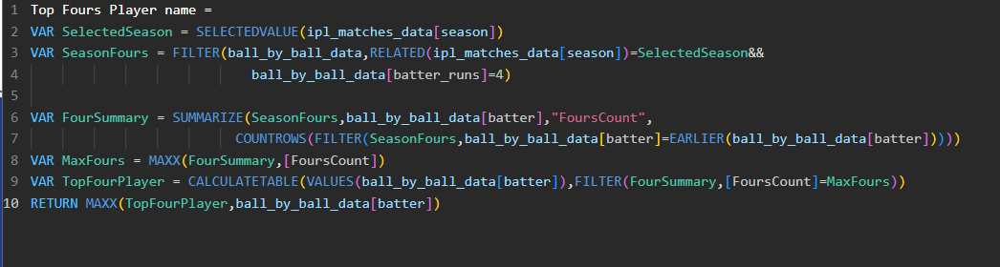 1 Top Fours Player name =
2 VAR SelectedSeason = SELECTEDVALUE(ipl_matches_data[season])
3 VAR SeasonFours = FILTER(ball_by_ball_data,RELATED(ipl_matches_data[season])=SelectedSeason&&
4 ball_by_ball_data[batter_runs]=4)
5
6 VAR FourSummary = SUMMARIZE(SeasonFours,ball_by_ball_data[batter],"FoursCount",
7 COUNTROWS(FILTER(SeasonFours,ball_by_ball_data[batter]=EARLIER(ball_by_ball_data[batter]))))
8 VAR MaxFours = MAXX(FourSummary,[FoursCount])
9 VAR TopFourPlayer = CALCULATETABLE(VALUES(ball_by_ball_data[batter]),FILTER(FourSummary,[FoursCount]=MaxFours))
10 RETURN MAXX(TopFourPlayer,ball_by_ball_data[batter])